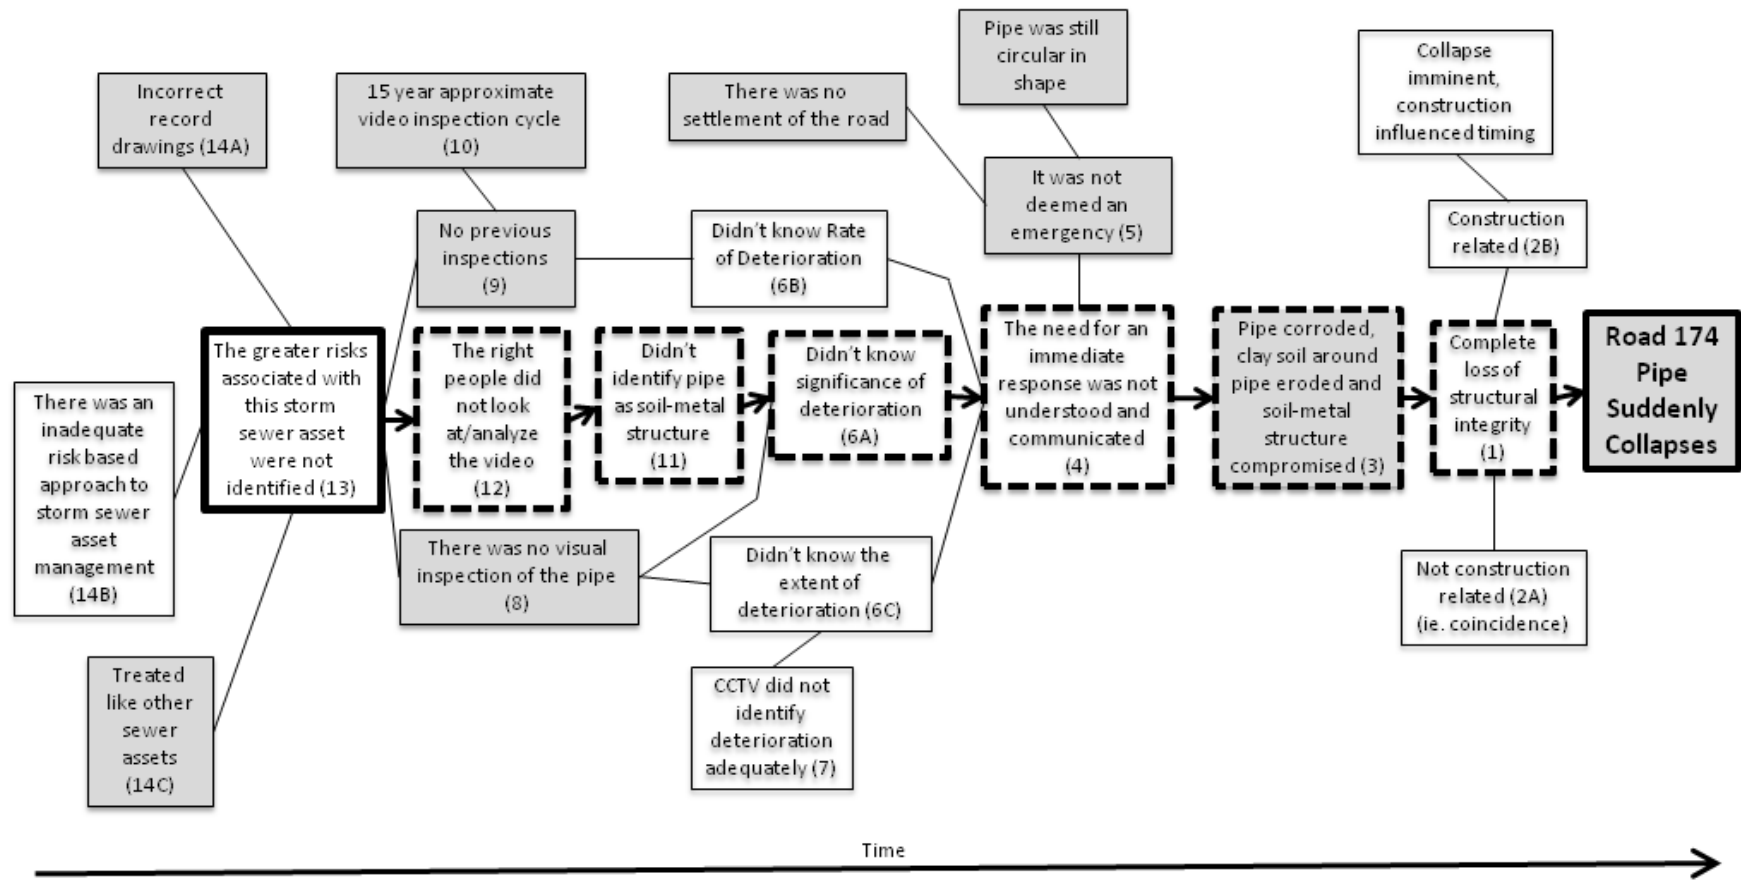 Incorrect
record
drawings (14A)
15 year approximate
video inspection cycle
(10)
There was no
settlement of the road
Pipe was still
circular in
shape
Collapse
imminent,
construction
influenced timing
No previous
inspections
(9)
Didn't know Rate
of Deterioration
(6B)
It was not
deemed an
emergency (5)
Construction
related (2B)
There was an
inadequate
risk based
approach to
storm sewer
asset
management
(14B)
The greater risks
associated with
this storm
sewer asset
were not
identified (13)
The right
people did
not look
at/analyze
the video
(12)
Didn't
identify pipe
as soil-metal
structure
(11)
Didn't know
significance of
deterioration
(6A)
The need for an
immediate
response was not
understood and
communicated
(4)
Pipe corroded,
clay soil around
pipe eroded and
soil-metal
structure
compromised (3)
Complete
loss of
structural
integrity
(1)
Road 174
Pipe
Suddenly
Collapses
There was no visual
inspection of the pipe
(8)
Didn't know the
extent of
deterioration (6C)
Not construction
related (2A)
(ie. coincidence)
Treated
like other
sewer
assets
(14C)
CCTV did not
identify
deterioration
adequately (7)
Time